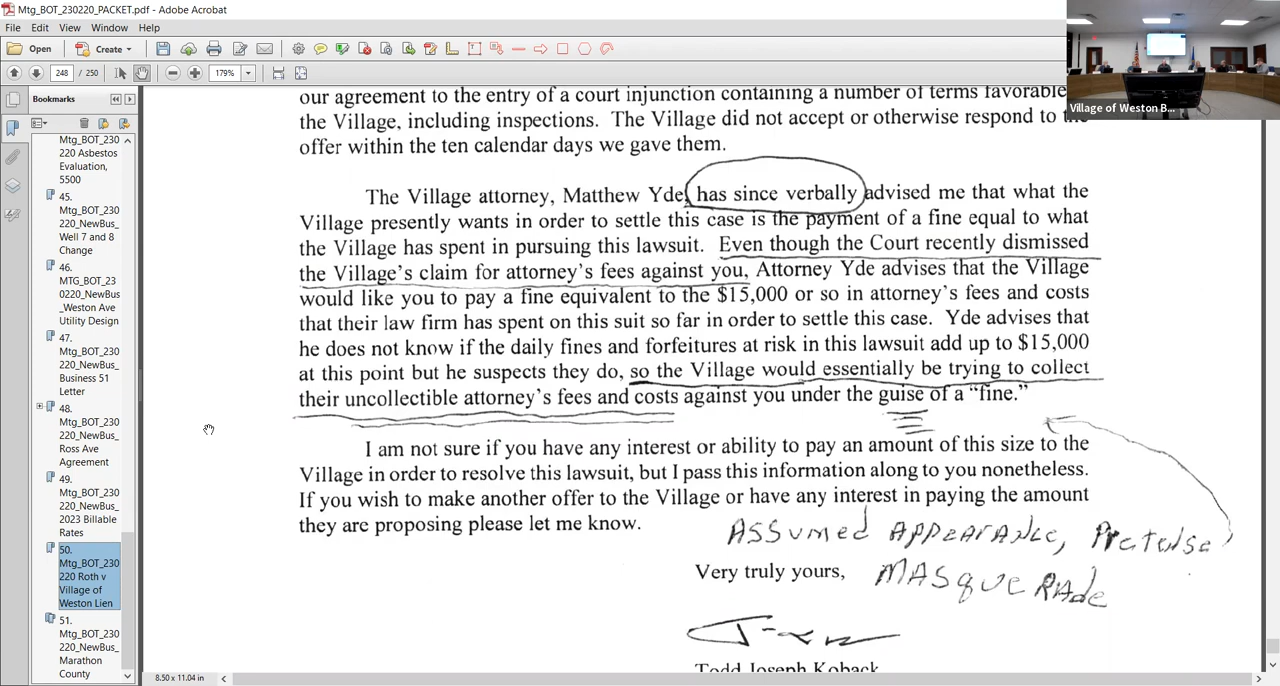 Mtg_BOT_230220_PACKET.pdf - Adobe Acrobat
File Edit View Window Help
Open Create
248 / 250 179%
Bookmarks
Mtg_BOT_230
220 Asbestos
Evaluation,
5500
45.
Mtg_BOT_230
220_NewBus_
Well 7 and 8
Change
46.
MTG_BOT_23
0220_NewBus
_Weston Ave
Utility Design
47.
Mtg_BOT_230
220_NewBus_
Business 51
Letter
48.
Mtg_BOT_230
220_NewBus_
Ross Ave
Agreement
49.
Mtg_BOT_230
220_NewBus_
2023 Billable
Rates
50.
Mtg_BOT_230
220 Roth v
Village of
Weston Lien
51.
Mtg_BOT_230
220_NewBus_
Marathon
County
our agreement to the entry of a court injunction containing a number of terms favorable
the Village, including inspections. The Village did not accept or otherwise respond to the
offer within the ten calendar days we gave them.
The Village attorney, Matthew Yde, has since verbally advised me that what the
Village presently wants in order to settle this case is the payment of a fine equal to what
the Village has spent in pursuing this lawsuit. Even though the Court recently dismissed
the Village's claim for attorney's fees against you, Attorney Yde advises that the Village
would like you to pay a fine equivalent to the $15,000 or so in attorney's fees and costs
that their law firm has spent on this suit so far in order to settle this case. Yde advises that
he does not know if the daily fines and forfeitures at risk in this lawsuit add up to $15,000
at this point but he suspects they do, so the Village would essentially be trying to collect
their uncollectible attorney's fees and costs against you under the guise of a "fine."
I am not sure if you have any interest or ability to pay an amount of this size to the
Village in order to resolve this lawsuit, but I pass this information along to you nonetheless.
If you wish to make another offer to the Village or have any interest in paying the amount
they are proposing please let me know.
ASSumed APPeArANce, Pretense
Very truly yours, MASqueRAde
Todd Joseph Koback
8.50 x 11.04 in
Village of Weston B...